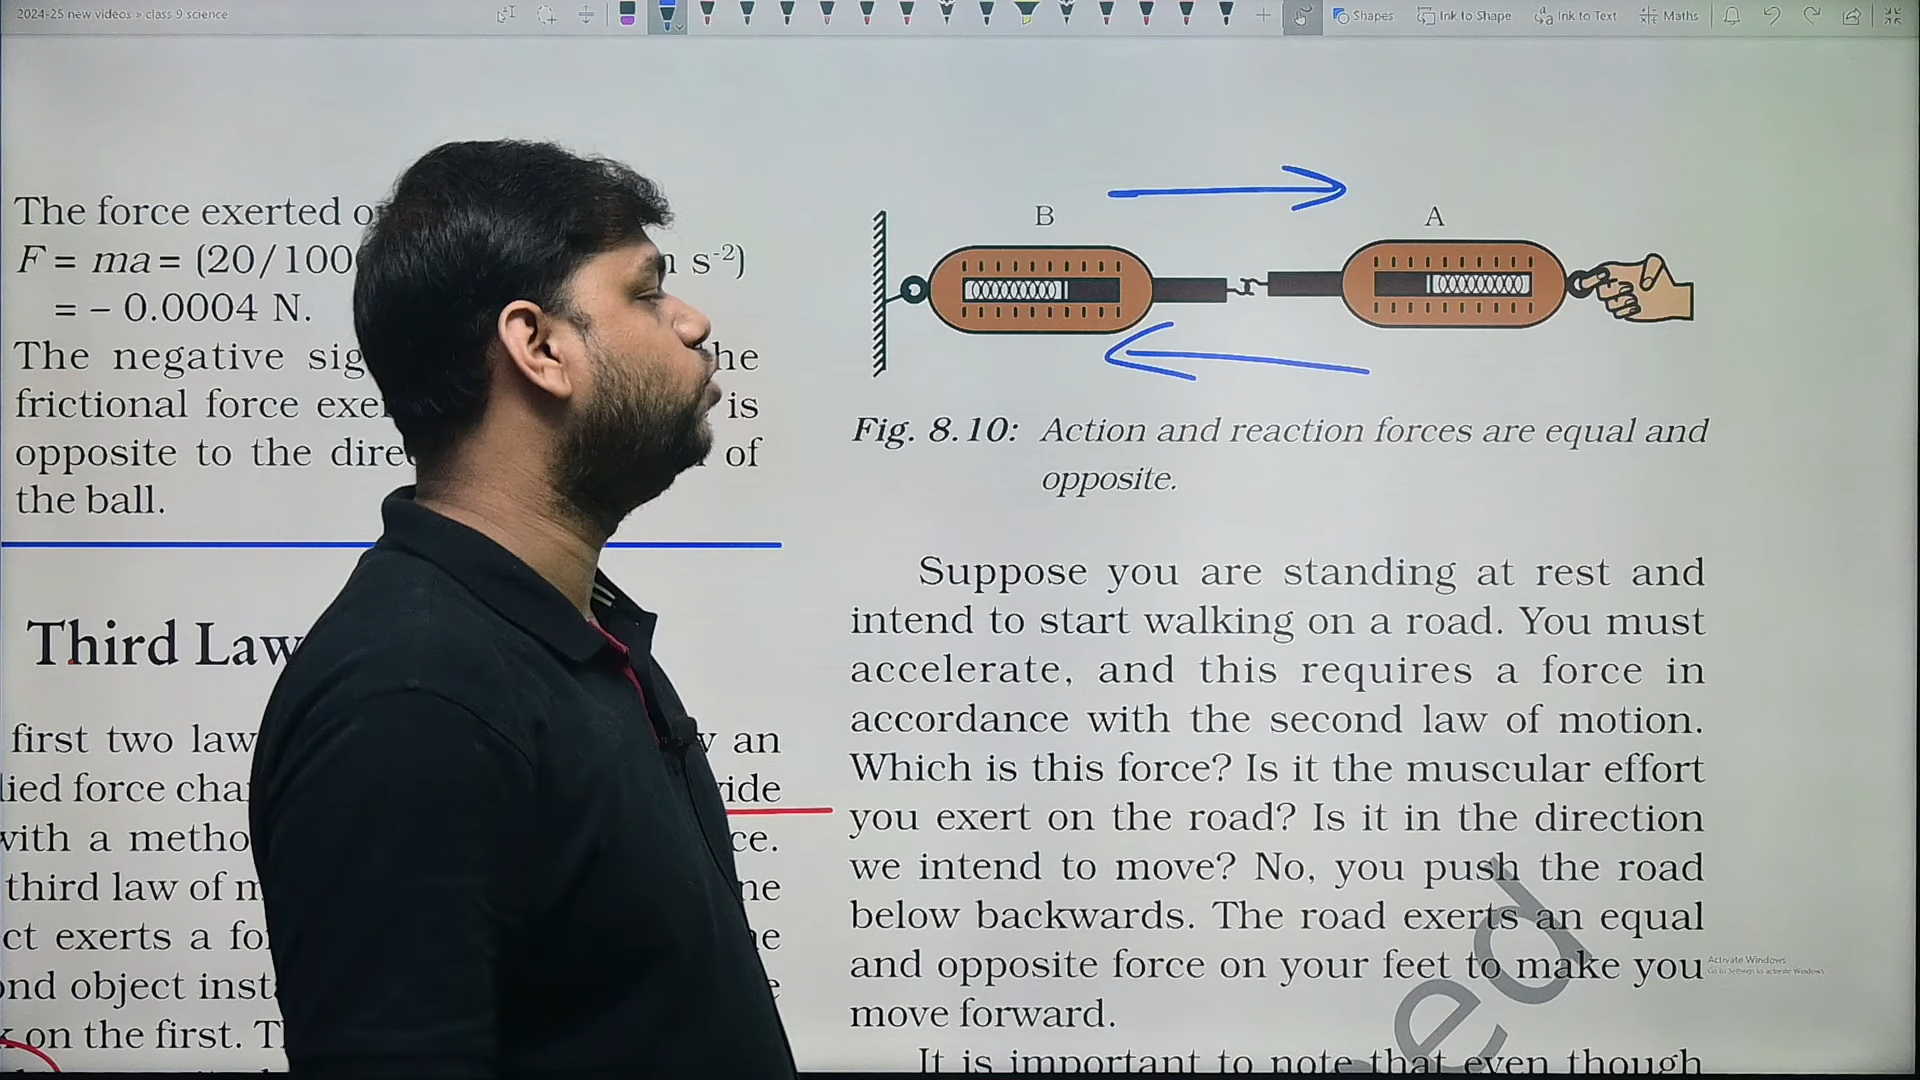 2024-25 new videos » class 9 science
Shapes
Ink to Shape
Ink to Text
Maths
The force exerted o
F = ma = (20/100 s⁻²)
= – 0.0004 N.
The negative sig he
frictional force exe is
opposite to the dire of
the ball.
Third Law
first two law an
lied force cha ide
with a metho ce.
third law of m ne
ct exerts a fo e
ond object inst e
on the first. T
B
A
Fig. 8.10: Action and reaction forces are equal and
opposite.
Suppose you are standing at rest and
intend to start walking on a road. You must
accelerate, and this requires a force in
accordance with the second law of motion.
Which is this force? Is it the muscular effort
you exert on the road? Is it in the direction
we intend to move? No, you push the road
below backwards. The road exerts an equal
and opposite force on your feet to make you
move forward.
It is important to note that even though
ed
Activate Windows
Go to Settings to activate Windows.